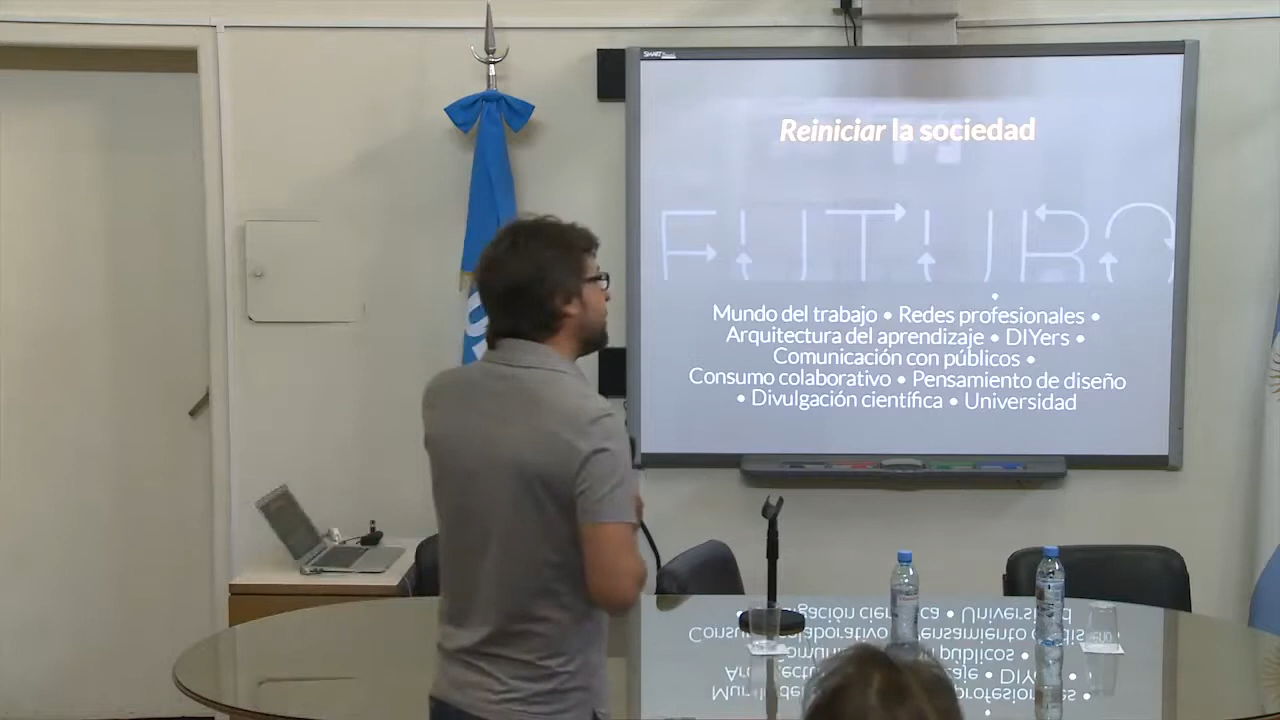 SMART
Reiniciar la sociedad
FUTURO
Mundo del trabajo • Redes profesionales •
Arquitectura del aprendizaje • DIYers •
Comunicación con públicos •
Consumo colaborativo • Pensamiento de diseño
• Divulgación científica • Universidad